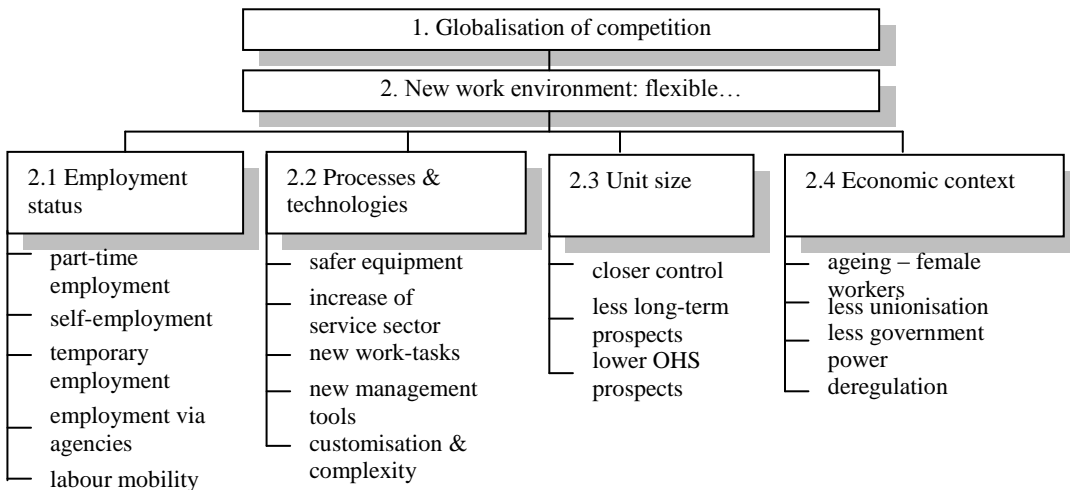 1. Globalisation of competition
2. New work environment: flexible…
2.1 Employment
status
part-time
employment
self-employment
temporary
employment
employment via
agencies
labour mobility
2.2 Processes &
technologies
safer equipment
increase of
service sector
new work-tasks
new management
tools
customisation &
complexity
2.3 Unit size
closer control
less long-term
prospects
lower OHS
prospects
2.4 Economic context
ageing – female
workers
less unionisation
less government
power
deregulation